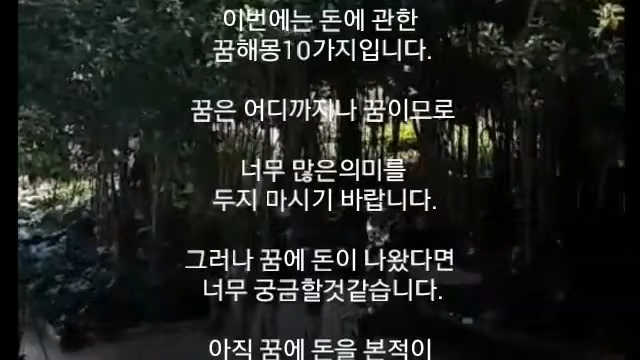 이번에는 돈에 관한
꿈해몽10가지입니다.
꿈은 어디까지나 꿈이므로
너무 많은의미를
두지 마시기 바랍니다.
그러나 꿈에 돈이 나왔다면
너무 궁금할것같습니다.
아직 꿈에 돈을 본적이